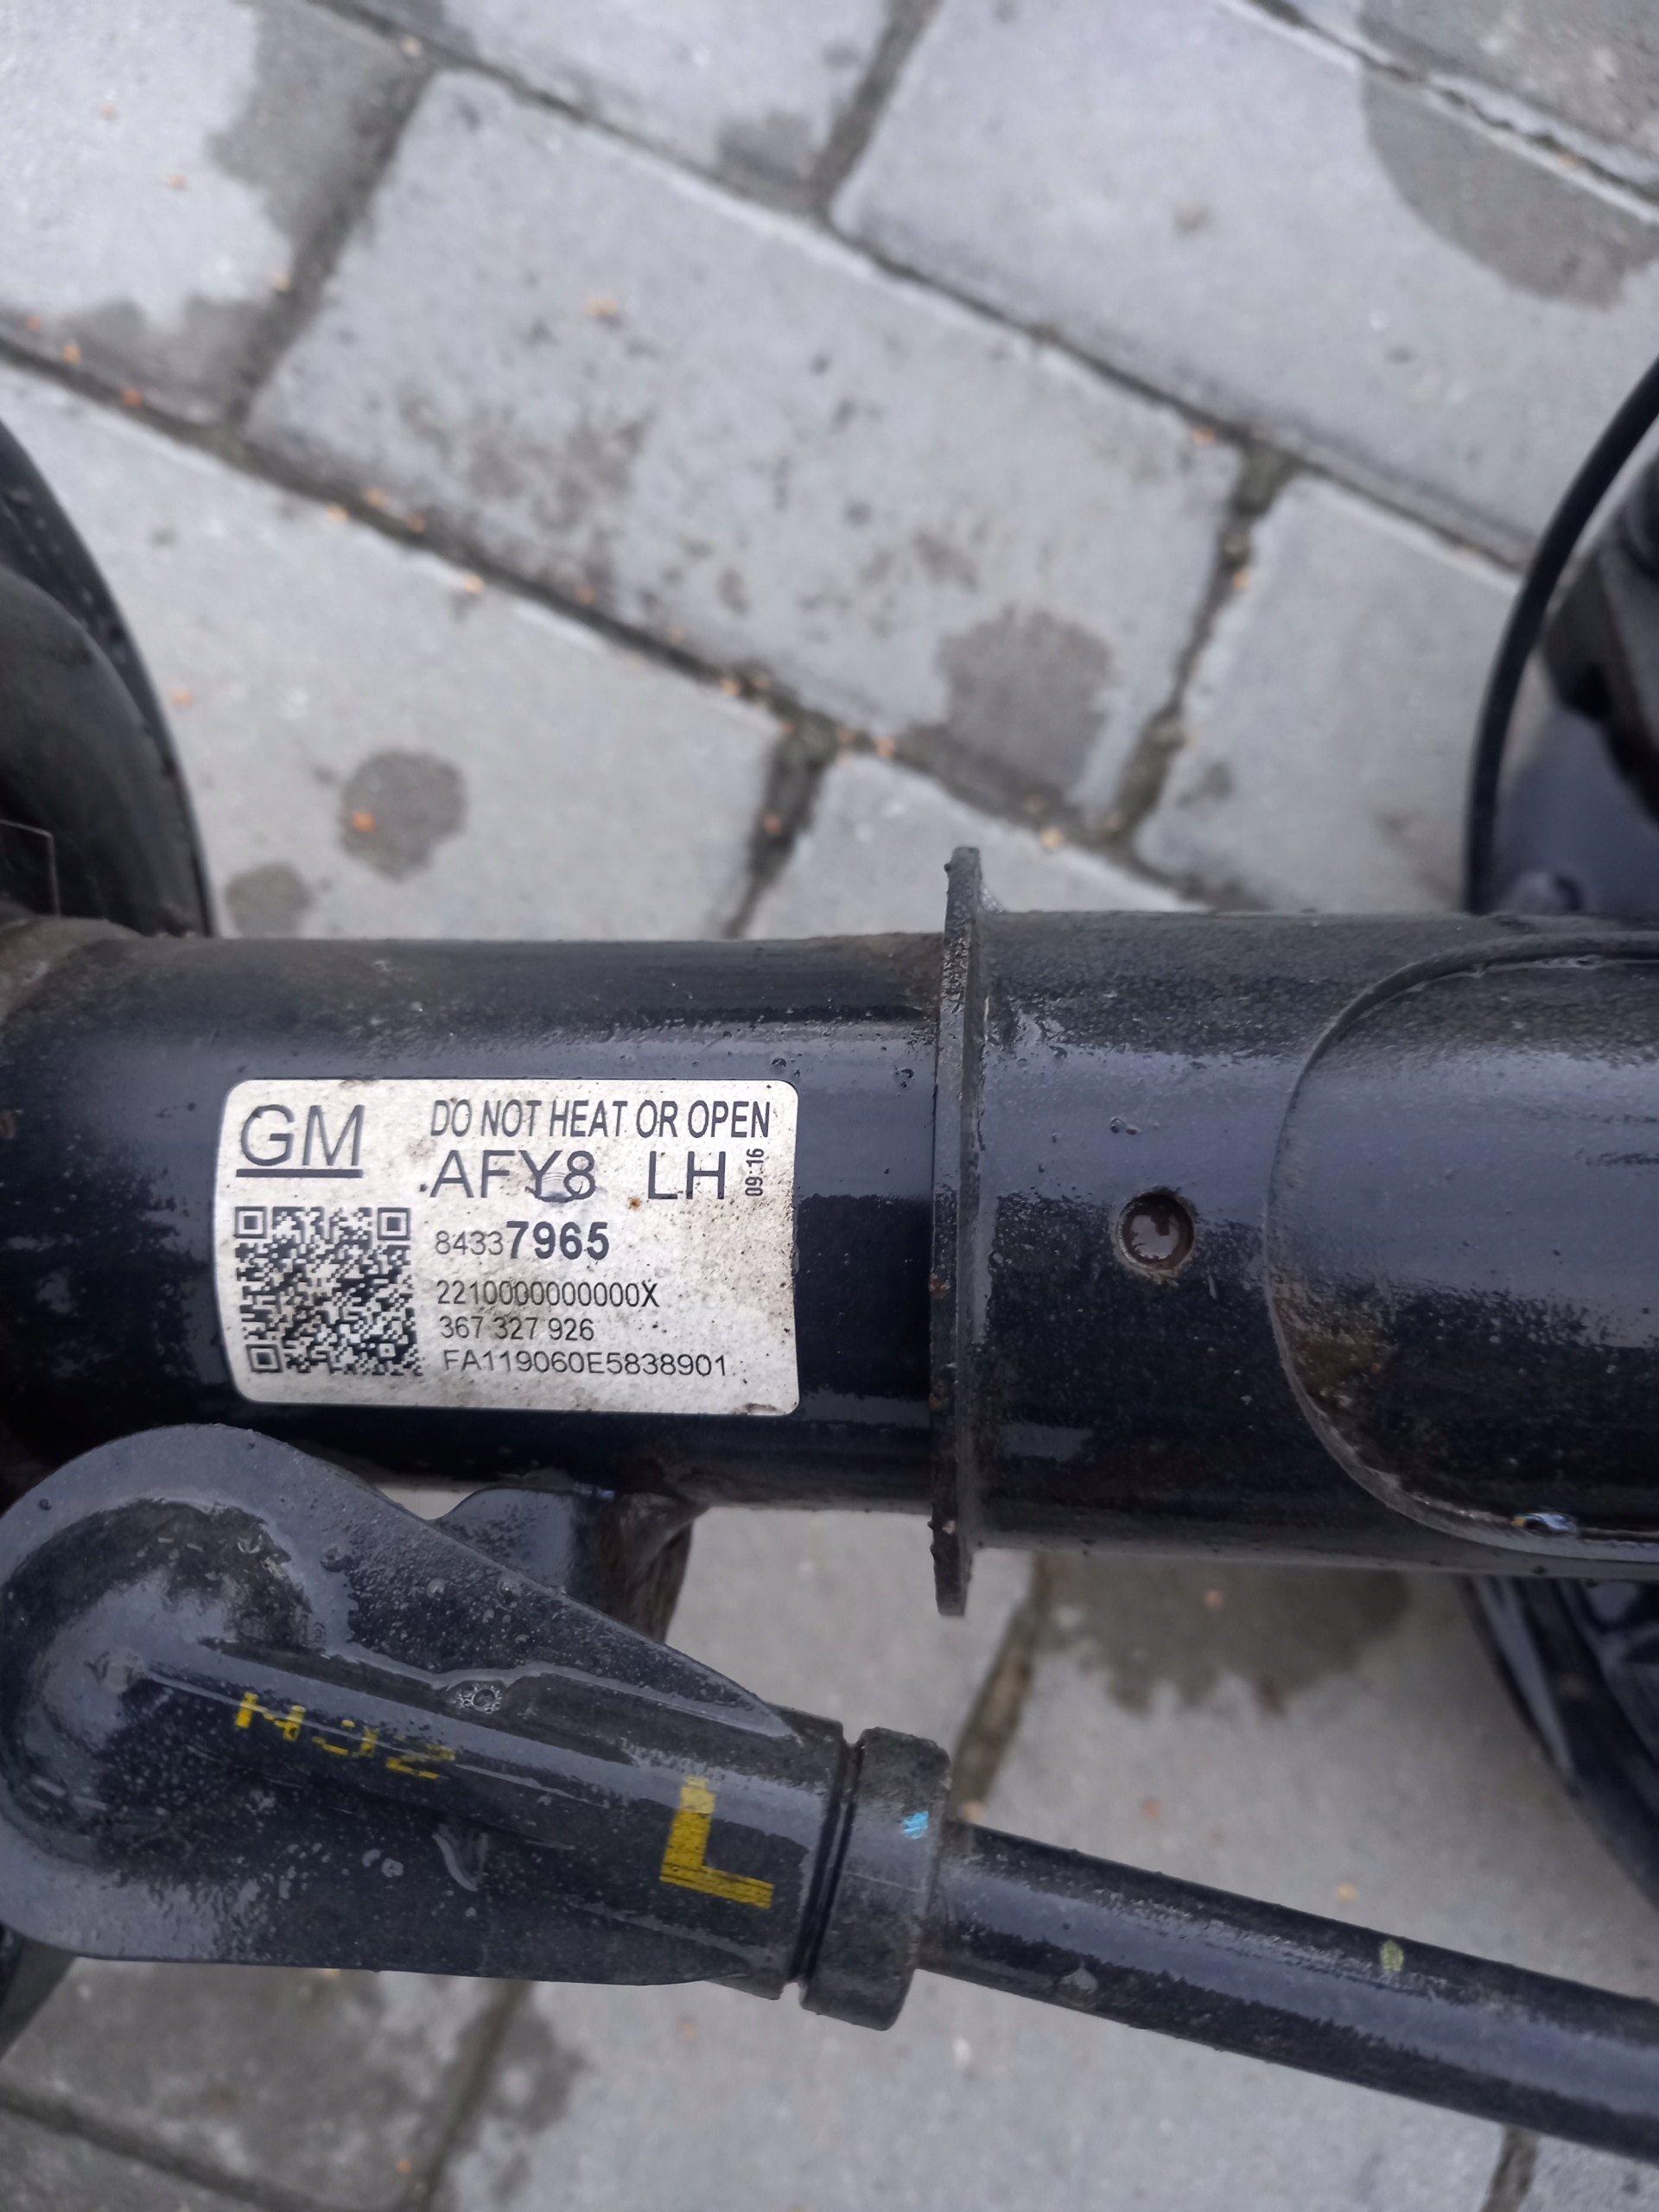 GM
DO NOT HEAT OR OPEN
AFY8 LH
09:16
84337965
2210000000000X
367 327 926
FA119060E5838901
L